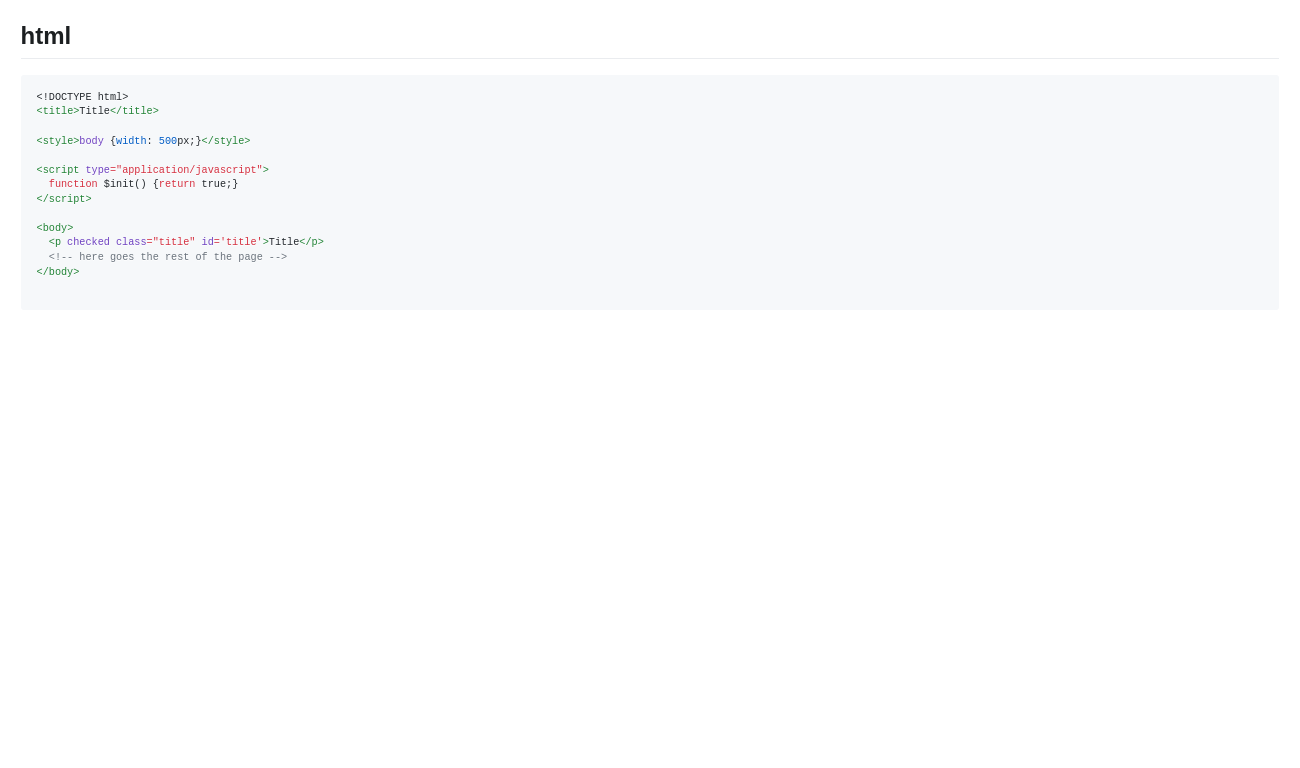 html
<!DOCTYPE html>
<title>Title</title>
<style>body {width: 500px;}</style>
<script type="application/javascript">
  function $init() {return true;}
</script>
<body>
  <p checked class="title" id='title'>Title</p>
  <!-- here goes the rest of the page -->
</body>